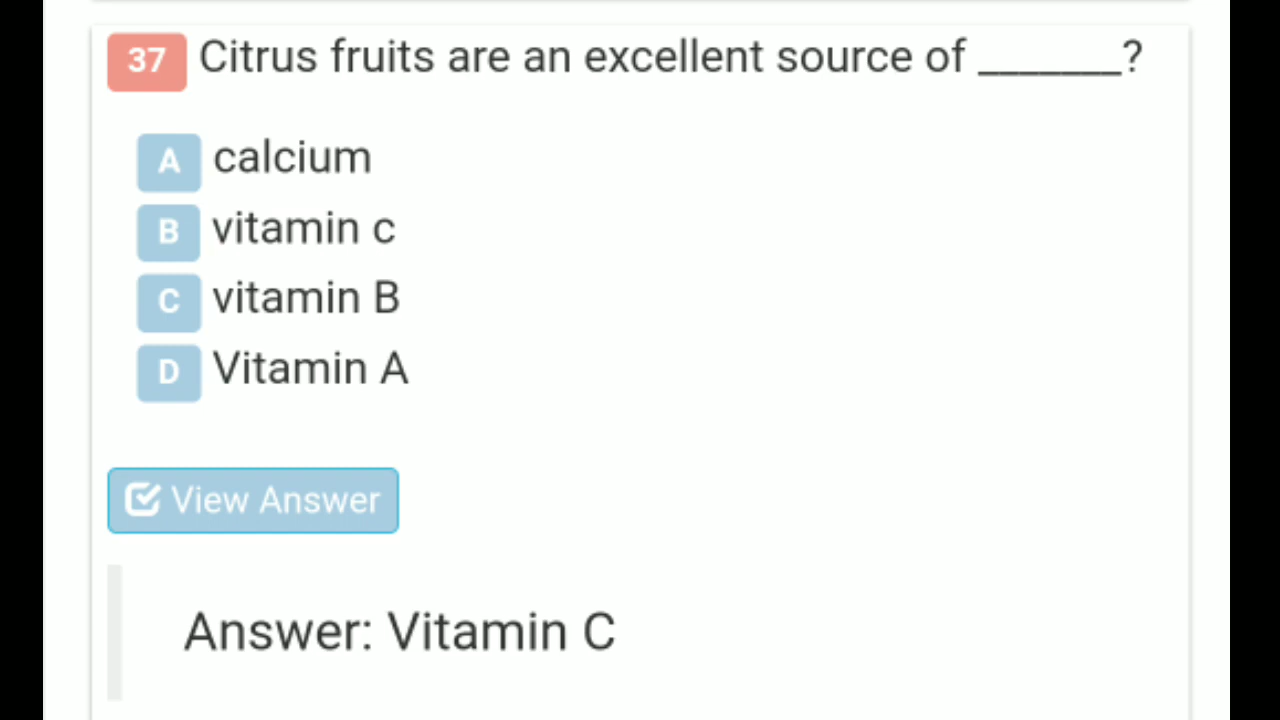 37 Citrus fruits are an excellent source of _______?
A calcium
B vitamin c
C vitamin B
D Vitamin A
View Answer
Answer: Vitamin C